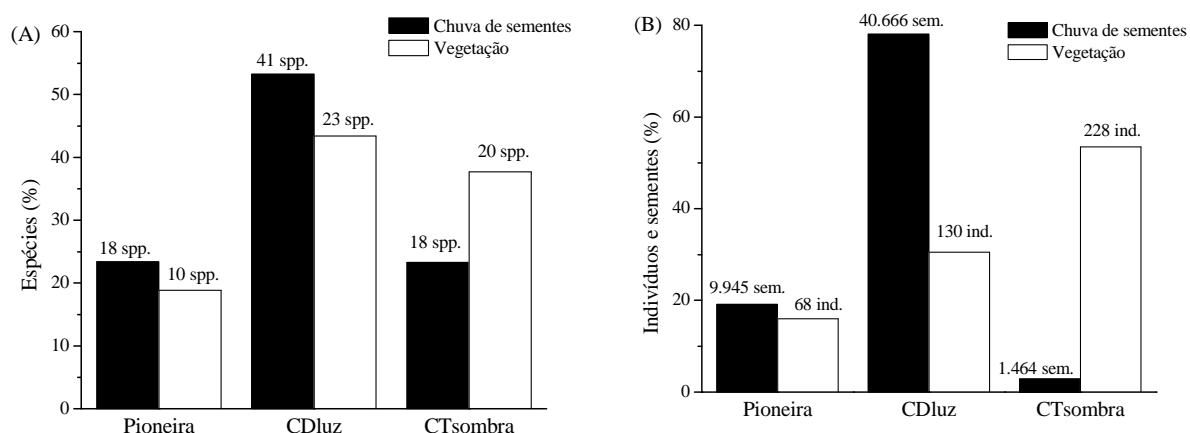 (A)
Chuva de sementes
Vegetação
Espécies (%)
60
50
40
30
20
10
0
18 spp.
10 spp.
41 spp.
23 spp.
18 spp.
20 spp.
Pioneira
CDluz
CTsombra
(B)
Chuva de sementes
Vegetação
Indivíduos e sementes (%)
80
60
40
20
0
9.945 sem.
68 ind.
40.666 sem.
130 ind.
1.464 sem.
228 ind.
Pioneira
CDluz
CTsombra